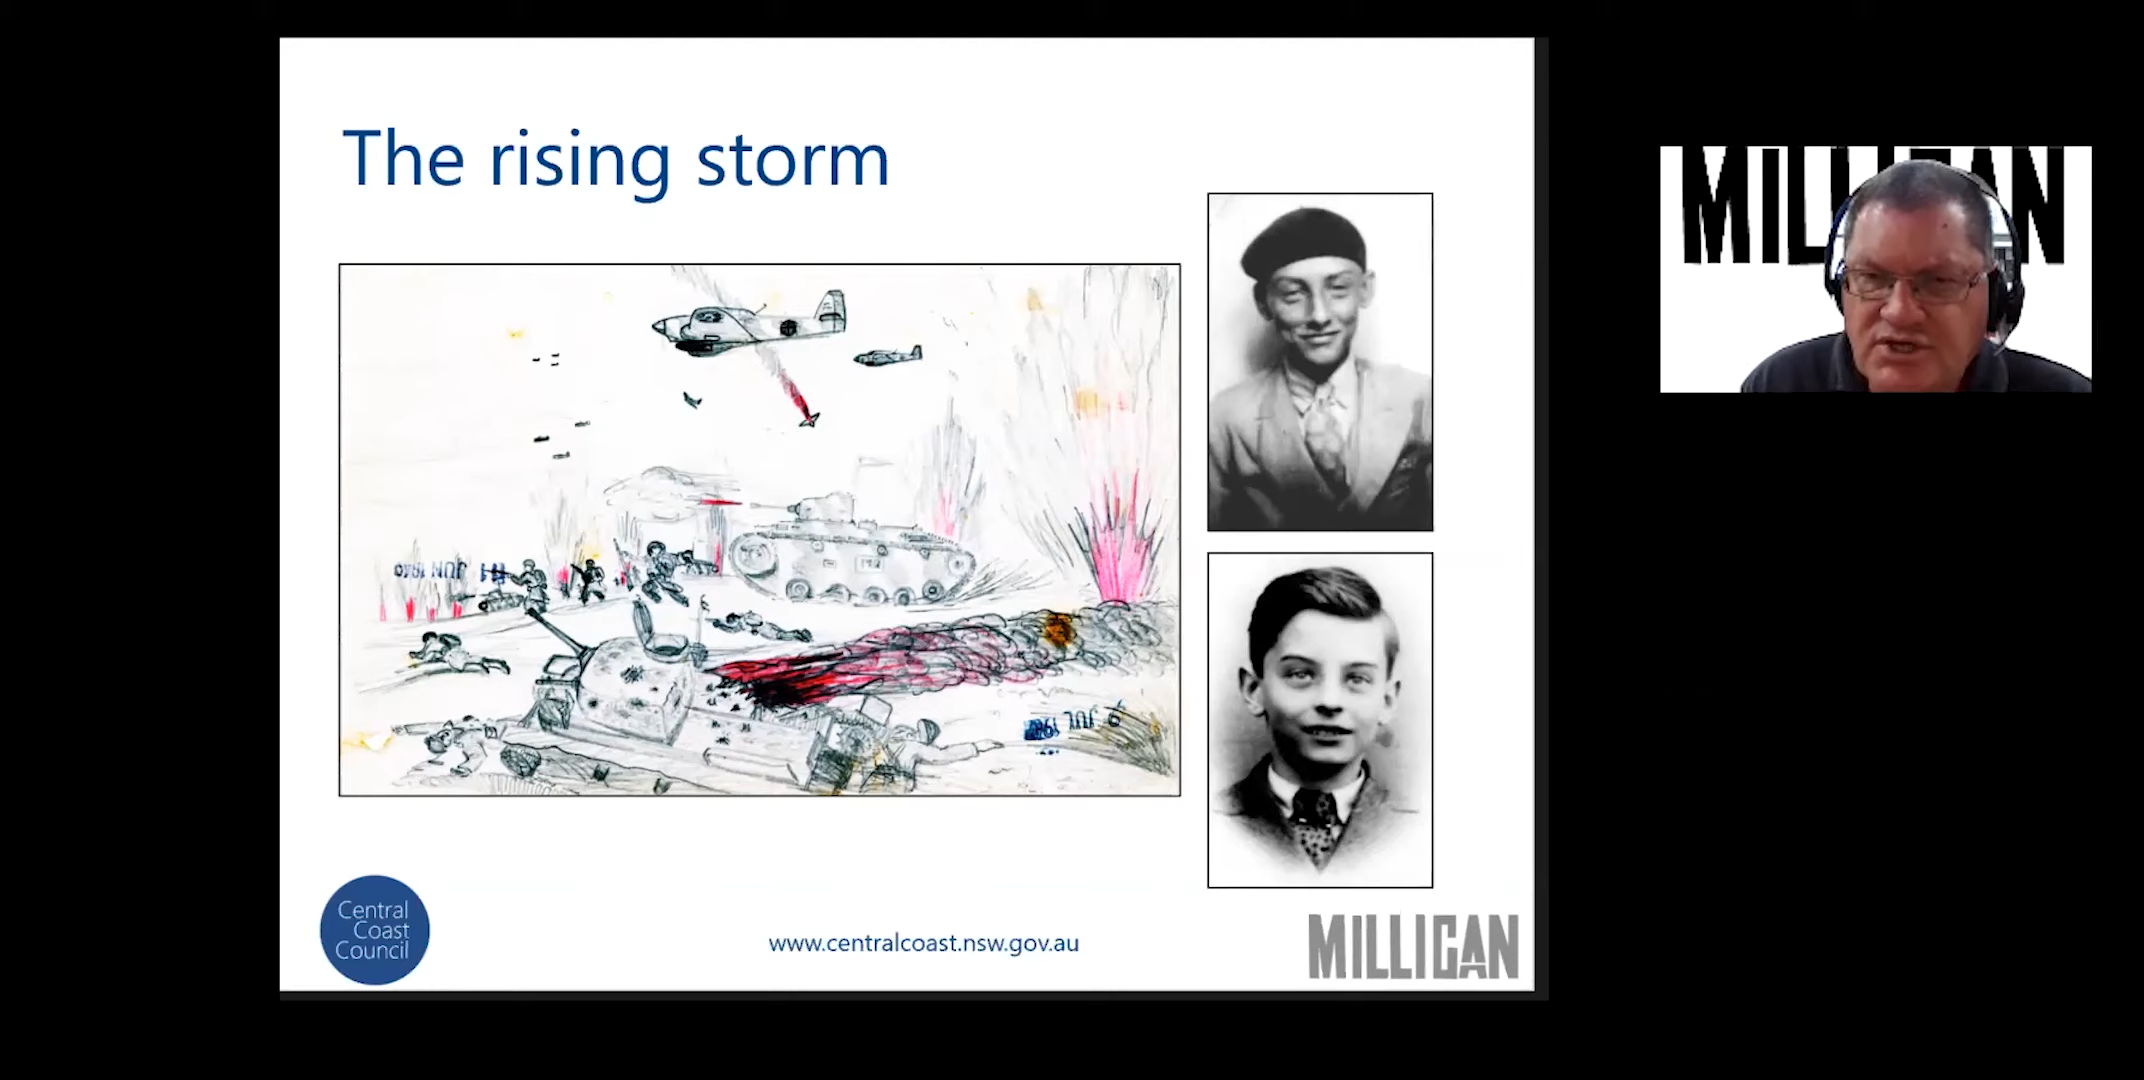 The rising storm
MILLIGAN
Central
Coast
Council
www.centralcoast.nsw.gov.au
MILLIGAN